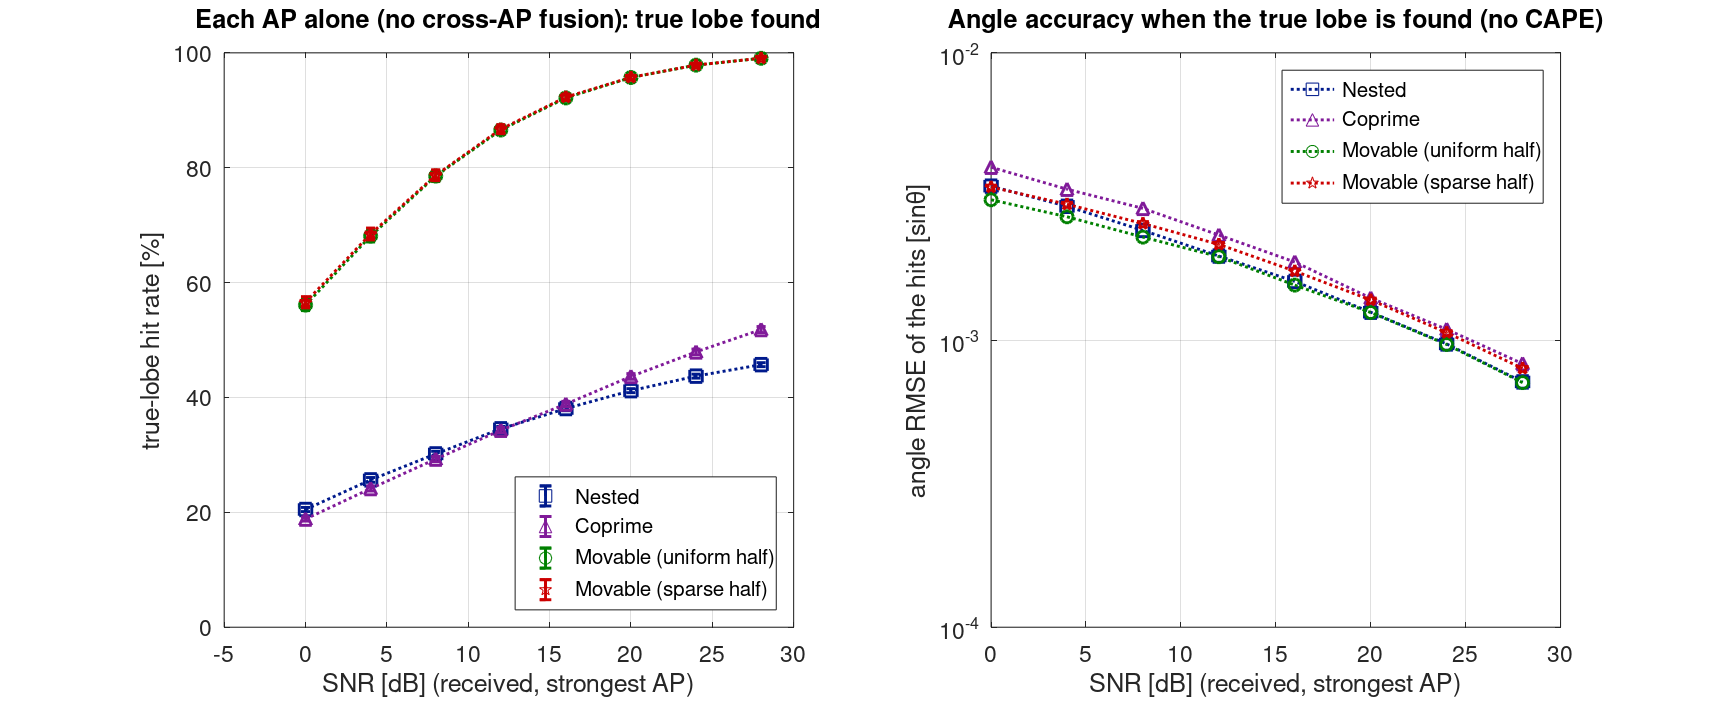 Each AP alone (no cross-AP fusion): true lobe found
100
80
60
40
20
0
-5
0
5
10
15
20
25
30
true-lobe hit rate [%]
SNR [dB] (received, strongest AP)
Nested
Coprime
Movable (uniform half)
Movable (sparse half)
Angle accuracy when the true lobe is found (no CAPE)
10-2
10-3
10-4
0
5
10
15
20
25
30
angle RMSE of the hits [sinθ]
SNR [dB] (received, strongest AP)
Nested
Coprime
Movable (uniform half)
Movable (sparse half)